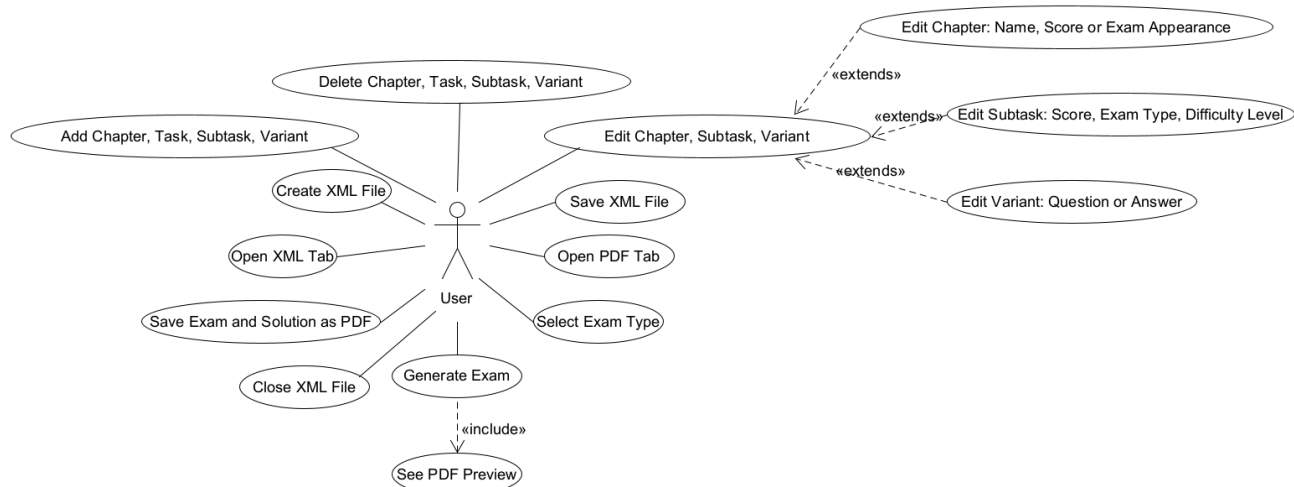 Edit Chapter: Name, Score or Exam Appearance
Delete Chapter, Task, Subtask, Variant
«extends»
Add Chapter, Task, Subtask, Variant
Edit Chapter, Subtask, Variant
«extends»
Edit Subtask: Score, Exam Type, Difficulty Level
«extends»
Create XML File
Save XML File
Edit Variant: Question or Answer
Open XML Tab
Open PDF Tab
User
Save Exam and Solution as PDF
Select Exam Type
Close XML File
Generate Exam
«include»
See PDF Preview